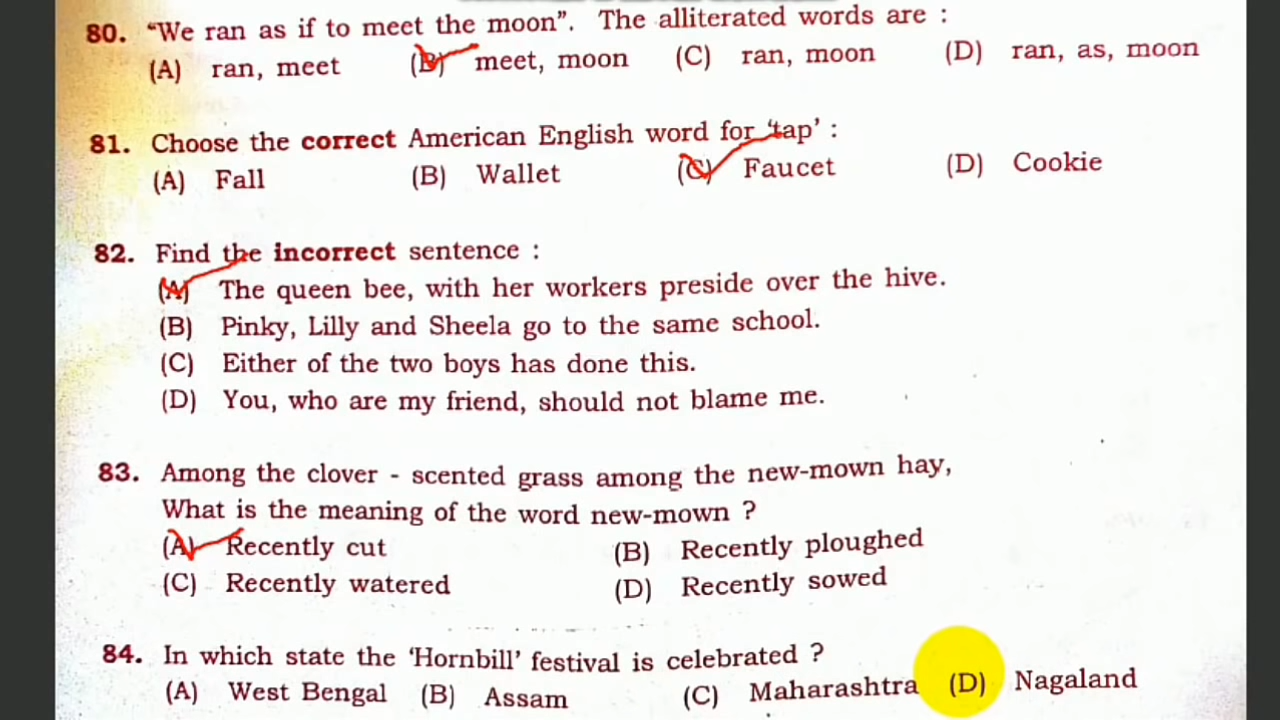 80. “We ran as if to meet the moon”. The alliterated words are :
(A) ran, meet (B) meet, moon (C) ran, moon (D) ran, as, moon
81. Choose the correct American English word for ‘tap’ :
(A) Fall (B) Wallet (C) Faucet (D) Cookie
82. Find the incorrect sentence :
(A) The queen bee, with her workers preside over the hive.
(B) Pinky, Lilly and Sheela go to the same school.
(C) Either of the two boys has done this.
(D) You, who are my friend, should not blame me.
83. Among the clover - scented grass among the new-mown hay,
What is the meaning of the word new-mown ?
(A) Recently cut (B) Recently ploughed
(C) Recently watered (D) Recently sowed
84. In which state the ‘Hornbill’ festival is celebrated ?
(A) West Bengal (B) Assam (C) Maharashtra (D) Nagaland